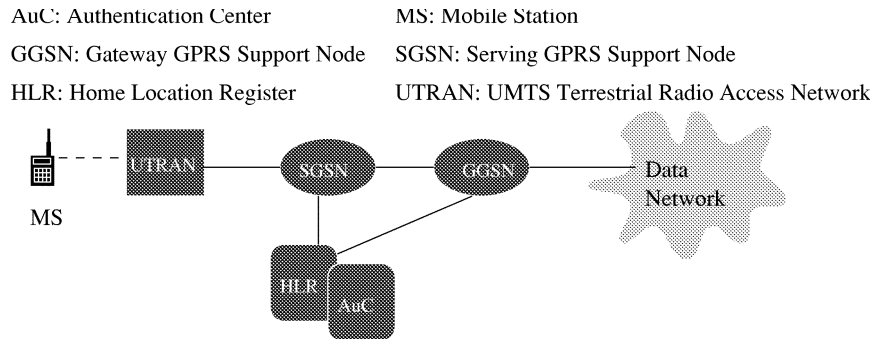 AuC: Authentication Center MS: Mobile Station
GGSN: Gateway GPRS Support Node SGSN: Serving GPRS Support Node
HLR: Home Location Register UTRAN: UMTS Terrestrial Radio Access Network
UTRAN
SGSN
GGSN
Data
Network
MS
HLR
AuC